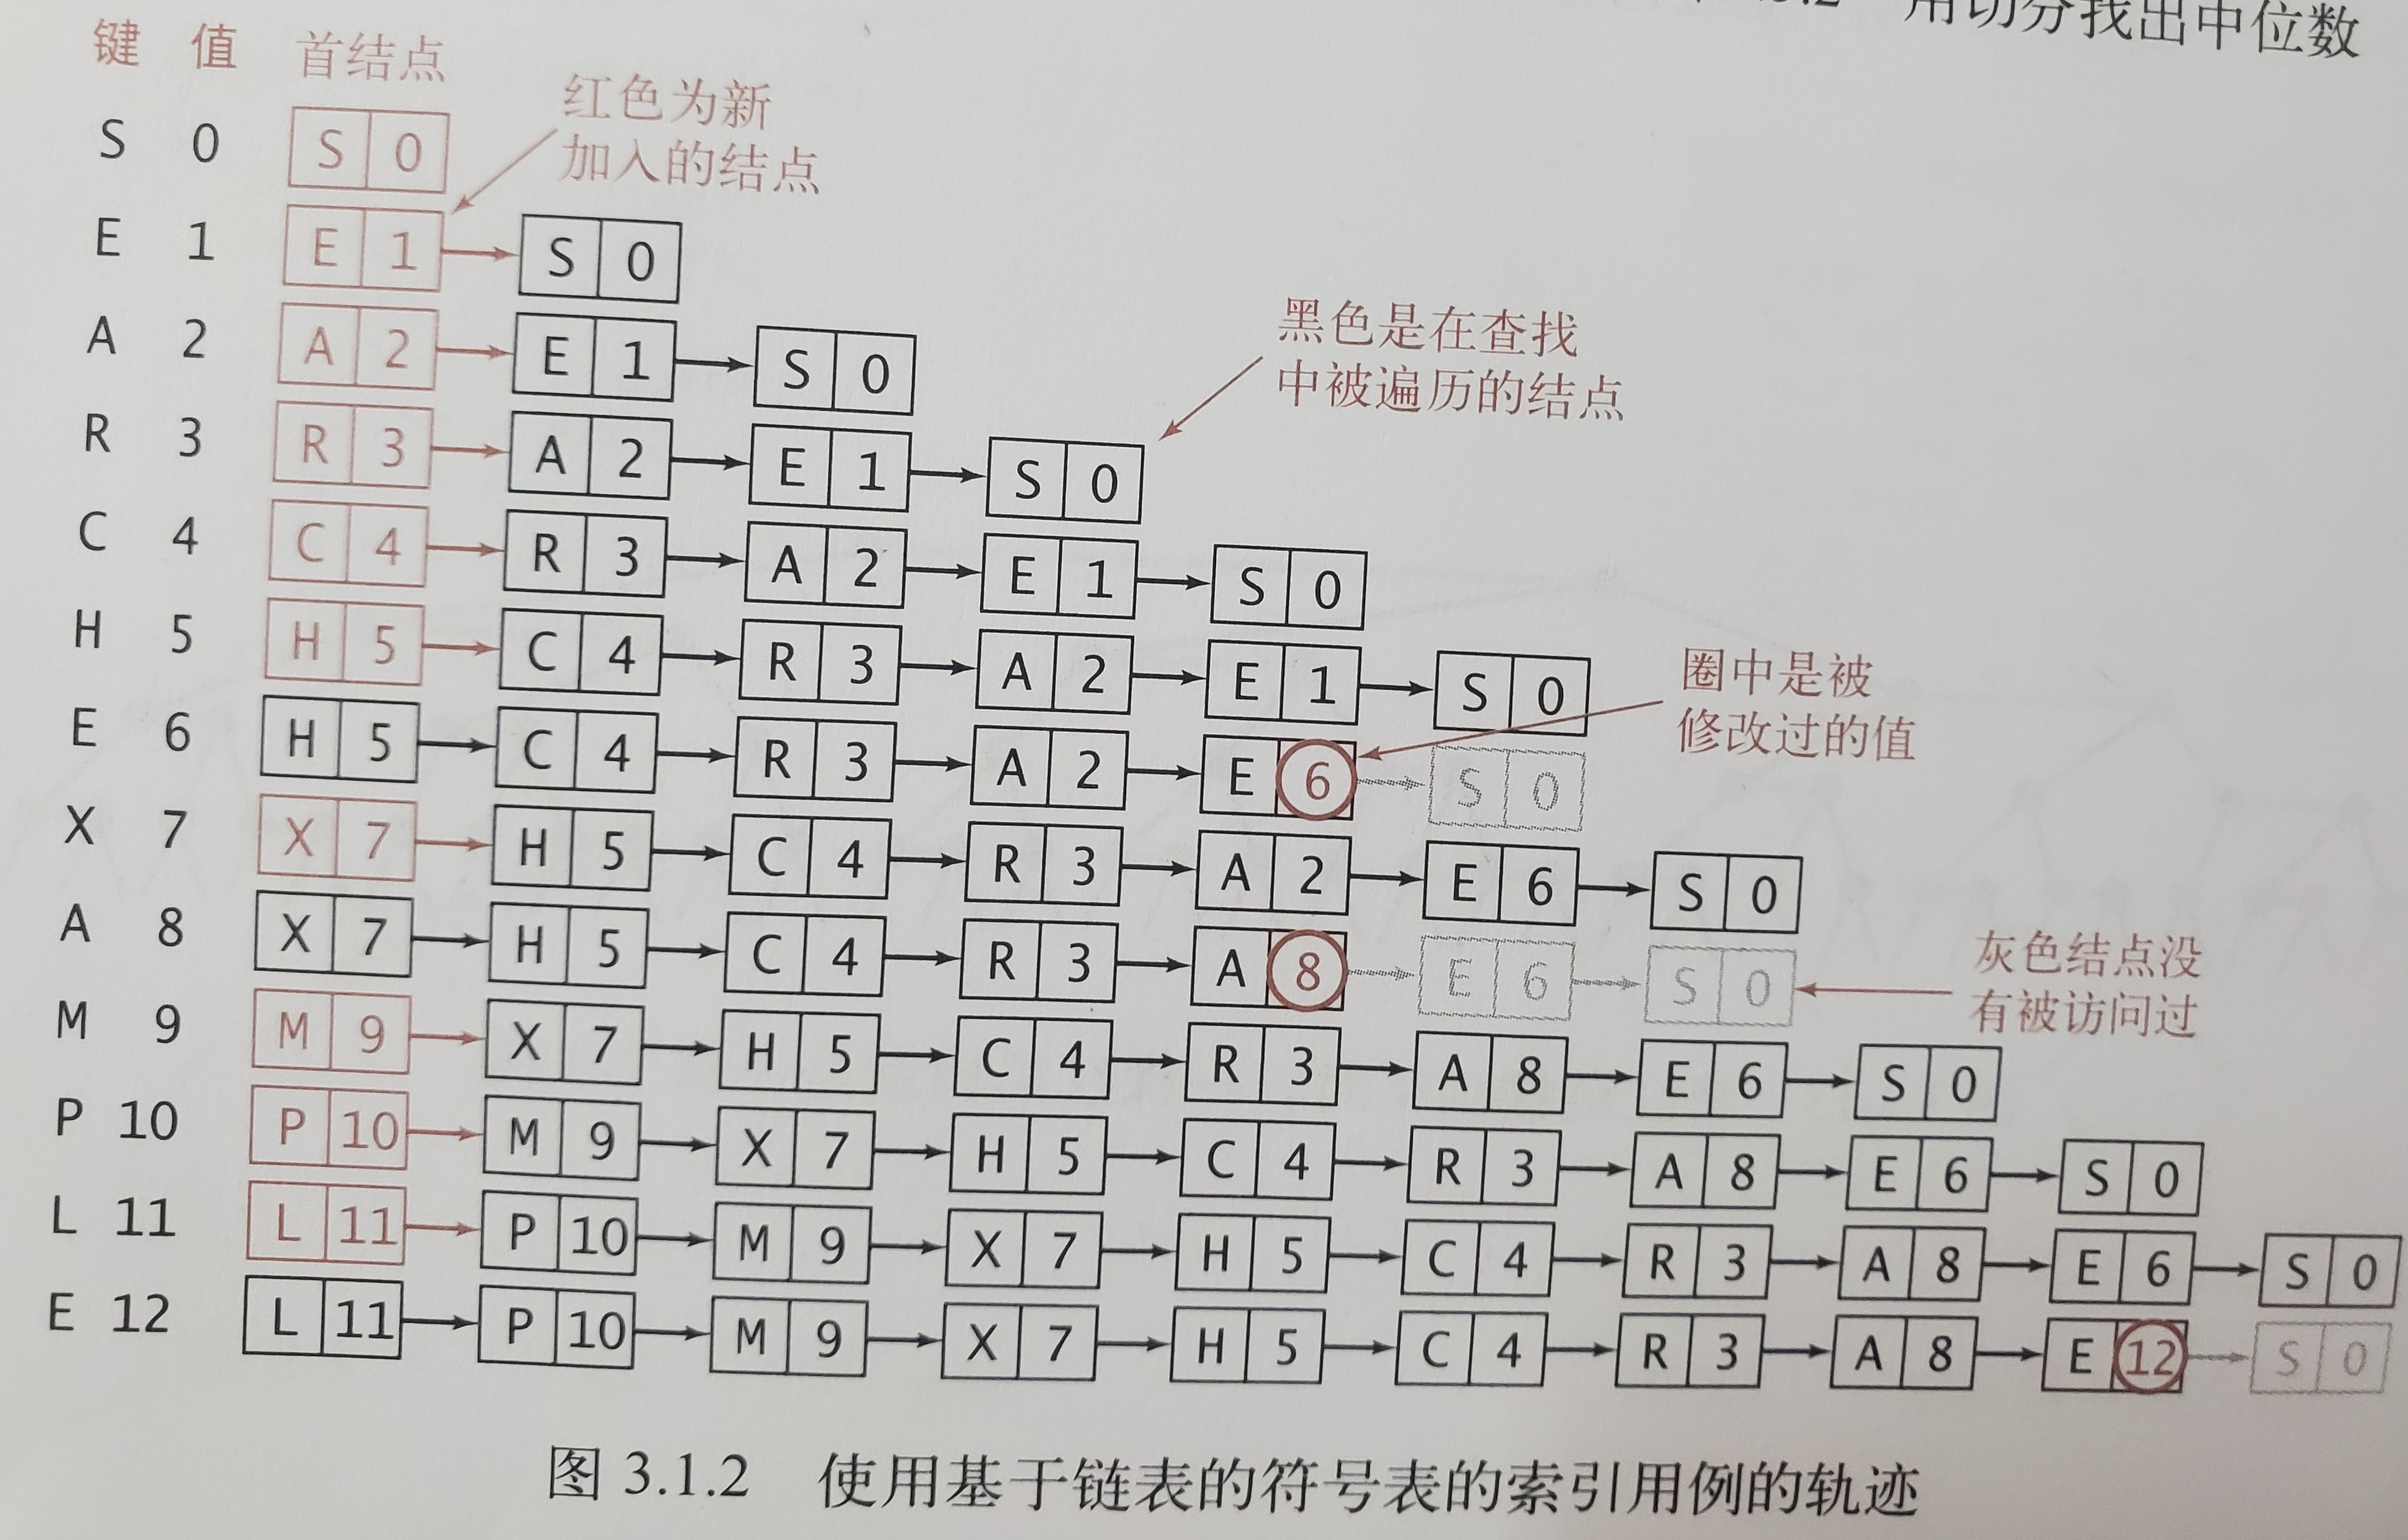 用切分找出中位数
键 值 首结点
红色为新
加入的结点
S 0 S 0
E 1 E 1 S 0
A 2 A 2 E 1 S 0
黑色是在查找
中被遍历的结点
R 3 R 3 A 2 E 1 S 0
C 4 C 4 R 3 A 2 E 1 S 0
H 5 H 5 C 4 R 3 A 2 E 1 S 0
圈中是被
修改过的值
E 6 H 5 C 4 R 3 A 2 E 6 S 0
X 7 X 7 H 5 C 4 R 3 A 2 E 6 S 0
A 8 X 7 H 5 C 4 R 3 A 8 E 6 S 0
灰色结点没
有被访问过
M 9 M 9 X 7 H 5 C 4 R 3 A 8 E 6 S 0
P 10 P 10 M 9 X 7 H 5 C 4 R 3 A 8 E 6 S 0
L 11 L 11 P 10 M 9 X 7 H 5 C 4 R 3 A 8 E 6 S 0
E 12 L 11 P 10 M 9 X 7 H 5 C 4 R 3 A 8 E 12 S 0
图 3.1.2 使用基于链表的符号表的索引用例的轨迹